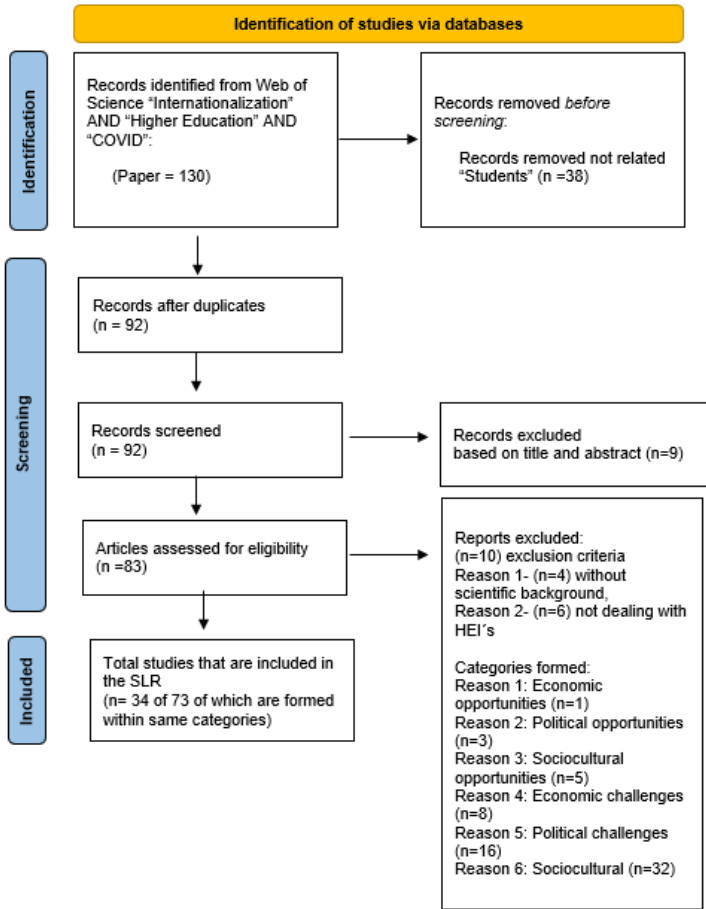 Identification of studies via databases
Identification
Records identified from Web of
Science “Internationalization”
AND “Higher Education” AND
“COVID”:
(Paper = 130)
Records removed before
screening:
Records removed not related
“Students” (n =38)
Screening
Records after duplicates
(n = 92)
Records screened
(n = 92)
Records excluded
based on title and abstract (n=9)
Articles assessed for eligibility
(n =83)
Reports excluded:
(n=10) exclusion criteria
Reason 1- (n=4) without
scientific background,
Reason 2- (n=6) not dealing with
HEI´s
Categories formed:
Reason 1: Economic
opportunities (n=1)
Reason 2: Political opportunities
(n=3)
Reason 3: Sociocultural
opportunities (n=5)
Reason 4: Economic challenges
(n=8)
Reason 5: Political challenges
(n=16)
Reason 6: Sociocultural (n=32)
Included
Total studies that are included in
the SLR
(n= 34 of 73 of which are formed
within same categories)